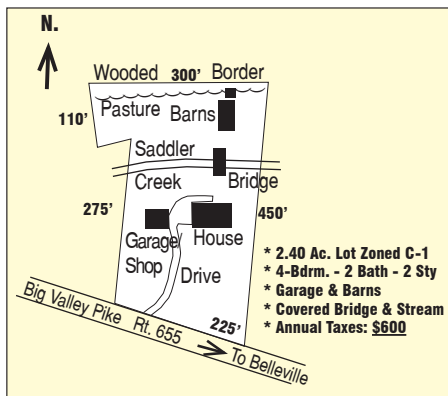 N.
Wooded 300' Border
Pasture Barns
110'
Saddler
Creek Bridge
275' 450'
Garage House
Shop
Drive
* 2.40 Ac. Lot Zoned C-1
* 4-Bdrm. - 2 Bath - 2 Sty
* Garage & Barns
* Covered Bridge & Stream
* Annual Taxes: $600
Big Valley Pike Rt. 655 225'
To Belleville